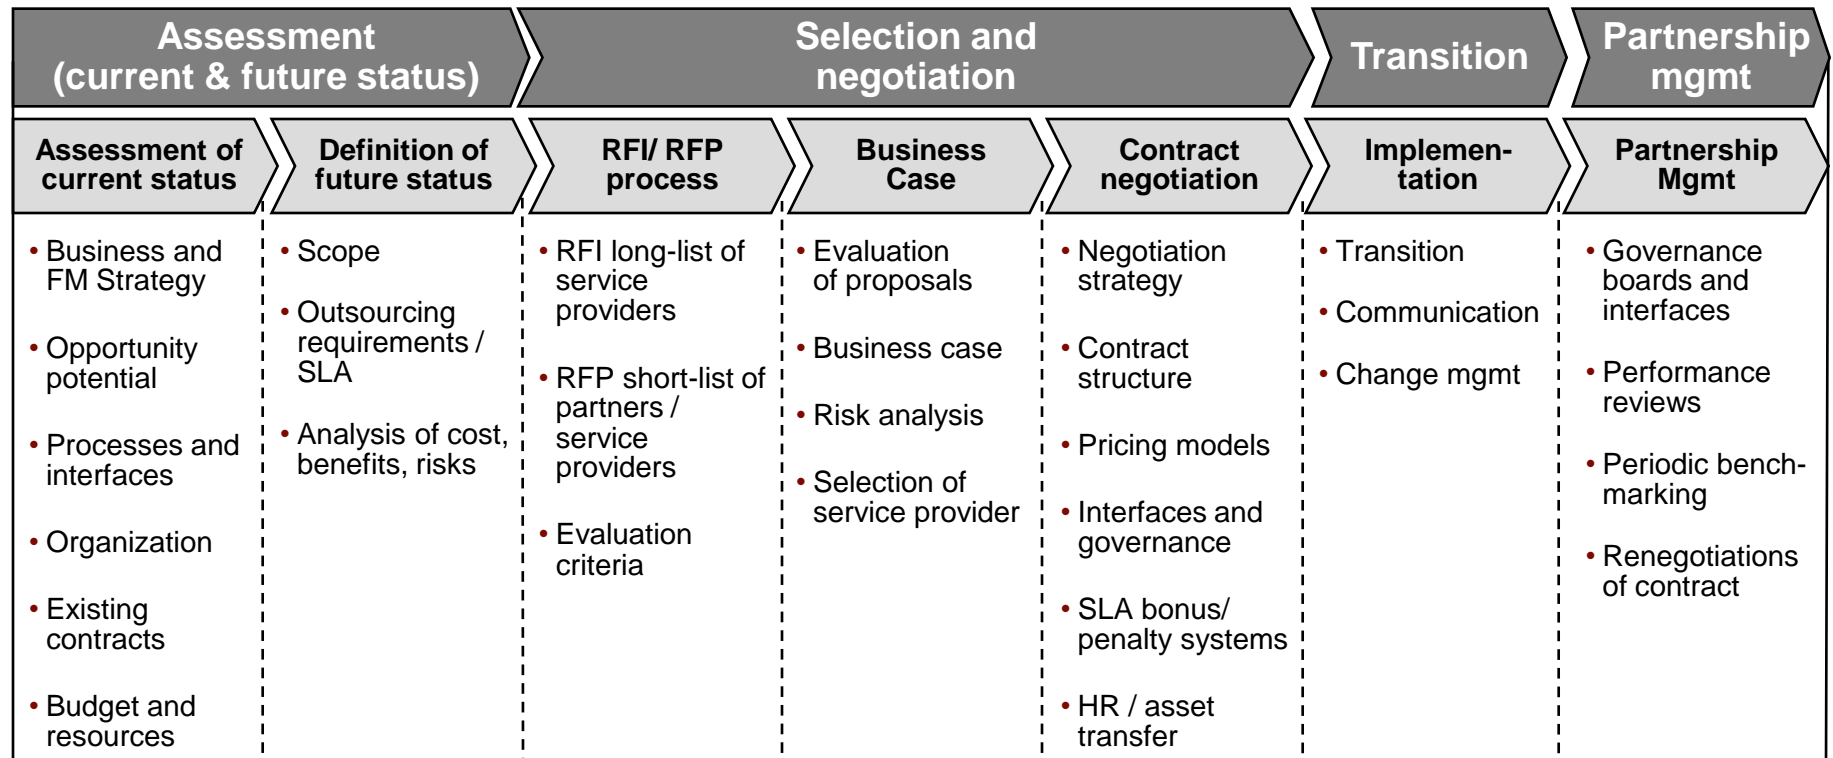 Assessment
(current & future status)
Selection and
negotiation
Transition
Partnership
mgmt
Assessment of
current status
Definition of
future status
RFI/ RFP
process
Business
Case
Contract
negotiation
Implemen-
tation
Partnership
Mgmt
• Business and
FM Strategy
• Opportunity
potential
• Processes and
interfaces
• Organization
• Existing
contracts
• Budget and
resources
• Scope
• Outsourcing
requirements /
SLA
• Analysis of cost,
benefits, risks
• RFI long-list of
service
providers
• RFP short-list of
partners /
service
providers
• Evaluation
criteria
• Evaluation
of proposals
• Business case
• Risk analysis
• Selection of
service provider
• Negotiation
strategy
• Contract
structure
• Pricing models
• Interfaces and
governance
• SLA bonus/
penalty systems
• HR / asset
transfer
• Transition
• Communication
• Change mgmt
• Governance
boards and
interfaces
• Performance
reviews
• Periodic bench-
marking
• Renegotiations
of contract